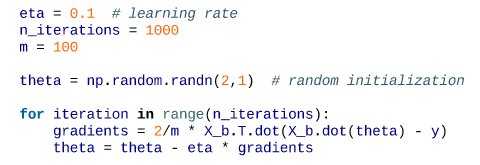 eta = 0.1  # learning rate
n_iterations = 1000
m = 100
theta = np.random.randn(2,1)  # random initialization
for iteration in range(n_iterations):
    gradients = 2/m * X_b.T.dot(X_b.dot(theta) - y)
    theta = theta - eta * gradients